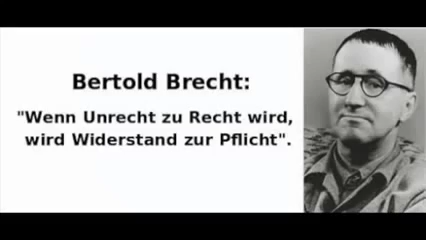 Bertold Brecht:
"Wenn Unrecht zu Recht wird,
wird Widerstand zur Pflicht".